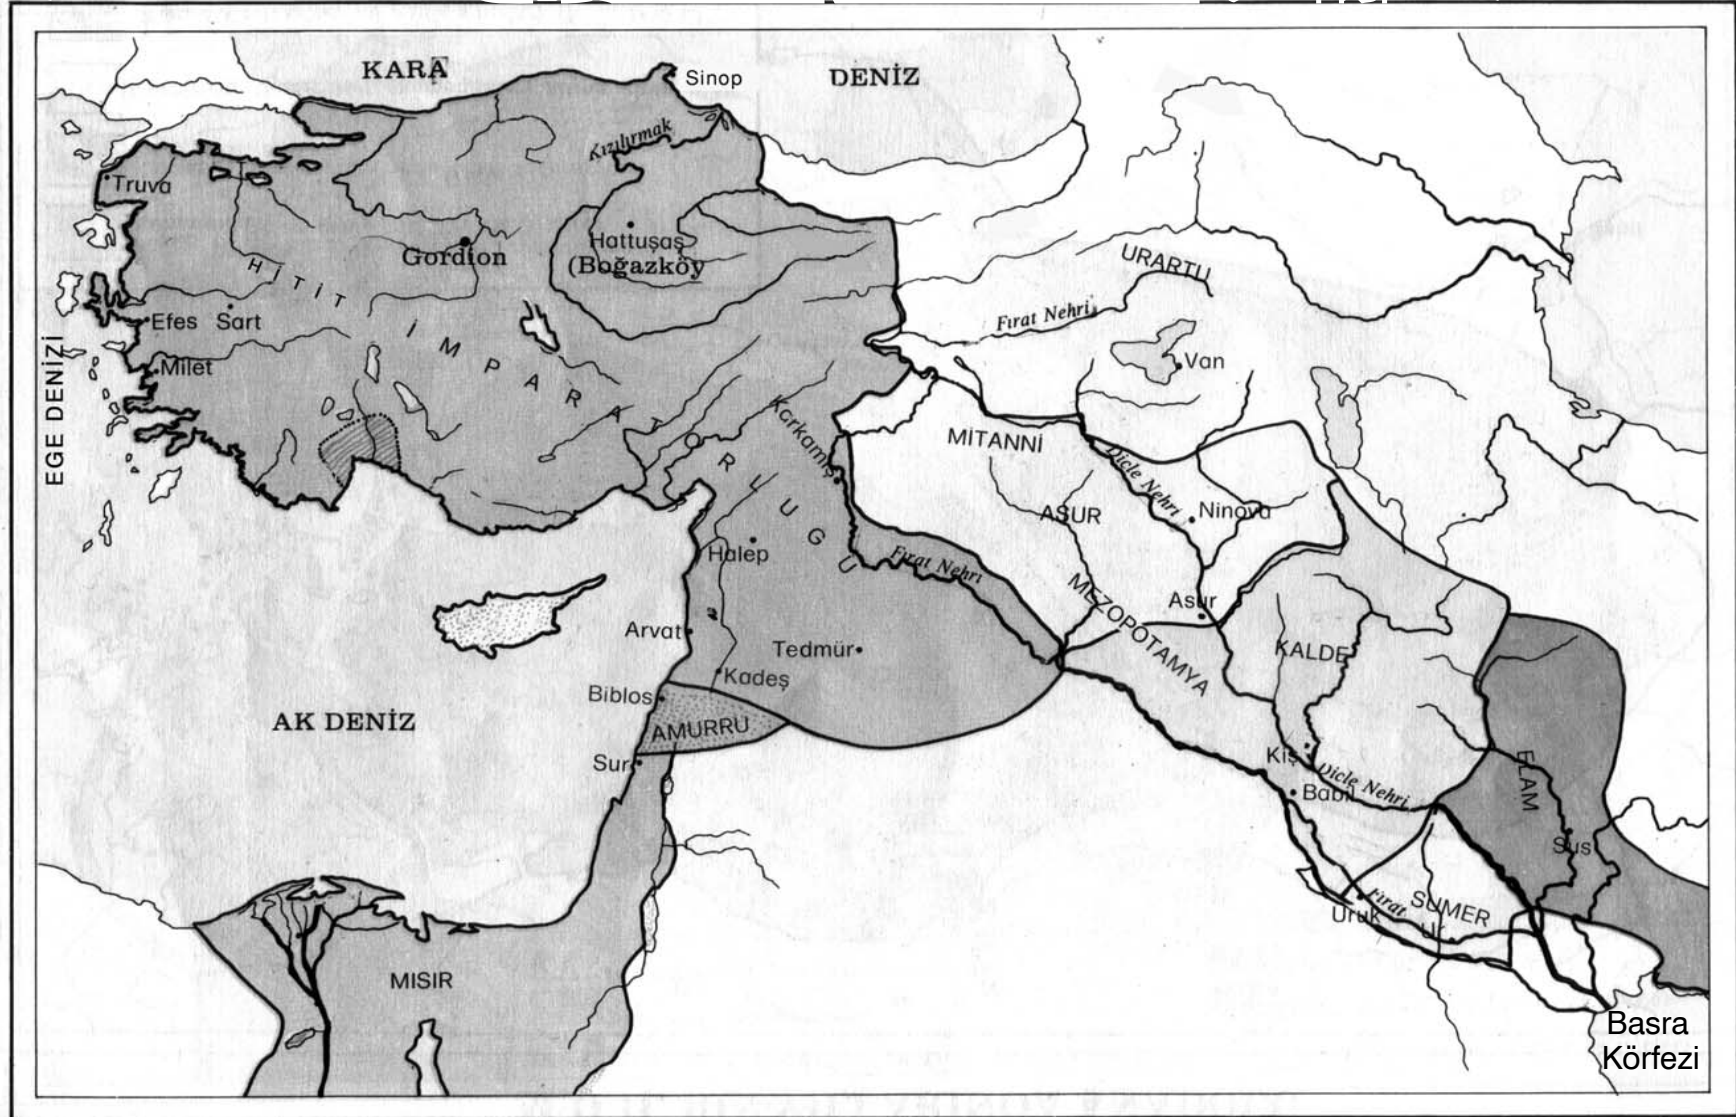 KARA
DENİZ
Sinop
Kızılırmak
Truva
Hattuşaş
(Boğazköy
Gordion
URARTU
HİTİT İMPARATORLUGU
Fırat Nehri
Efes
Sart
Van
EGE DENİZİ
Milet
Karkamış
MİTANNİ
Dicle Nehri
ASUR
Ninova
Halep
Fırat Nehri
MEZOPOTAMYA
Asur
Arvat
Tedmür
KALDE
Kadeş
Biblos
AK DENİZ
AMURRU
Sur
Kiş
Dicle Nehri
ELAM
Babil
Sus
Fırat
SUMER
Uruk
Ur
MISIR
Basra
Körfezi